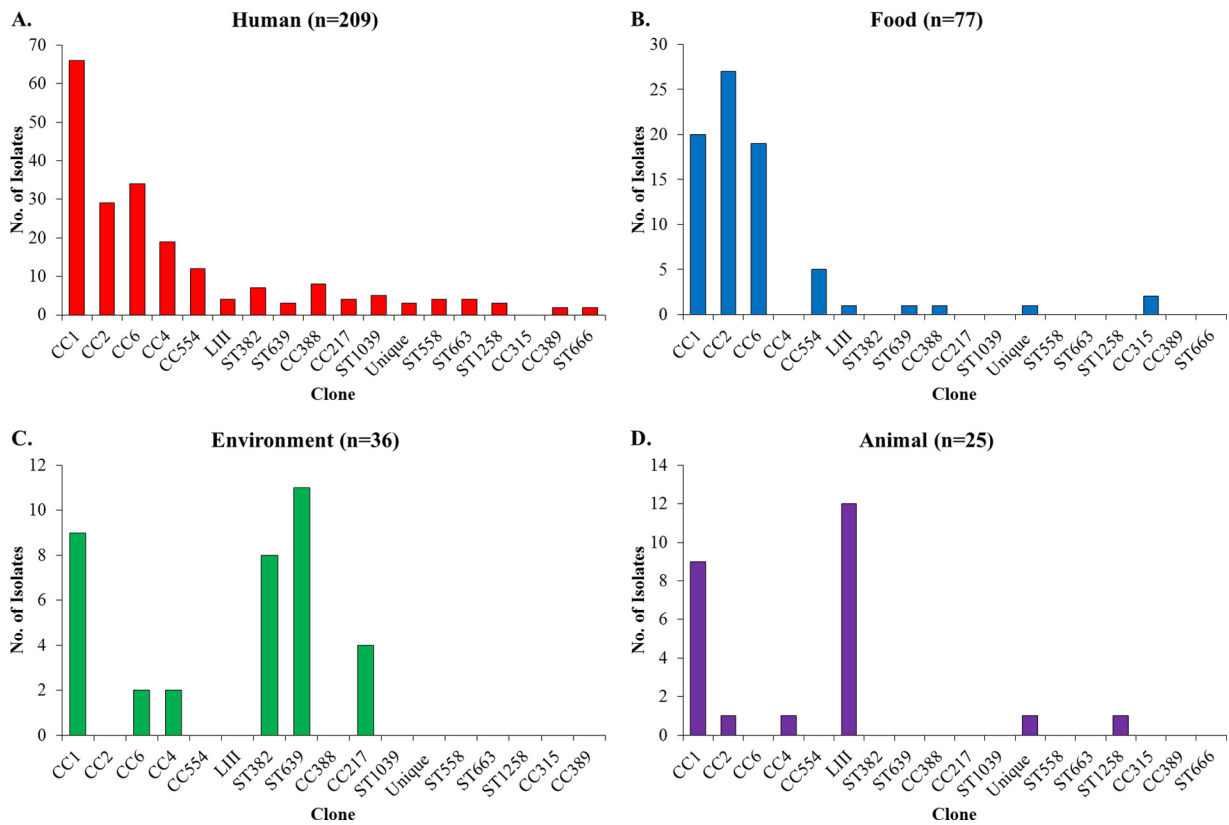 A.
Human (n=209)
No. of Isolates
70
60
50
40
30
20
10
0
CC1
CC2
CC6
CC4
CC554
LIII
ST382
ST639
CC388
CC217
ST1039
Unique
ST558
ST663
ST1258
CC315
CC389
ST666
Clone
B.
Food (n=77)
No. of Isolates
30
25
20
15
10
5
0
CC1
CC2
CC6
CC4
CC554
LIII
ST382
ST639
CC388
CC217
ST1039
Unique
ST558
ST663
ST1258
CC315
CC389
ST666
Clone
C.
Environment (n=36)
No. of Isolates
12
10
8
6
4
2
0
CC1
CC2
CC6
CC4
CC554
LIII
ST382
ST639
CC388
CC217
ST1039
Unique
ST558
ST663
ST1258
CC315
CC389
Clone
D.
Animal (n=25)
No. of Isolates
14
12
10
8
6
4
2
0
CC1
CC2
CC6
CC4
CC554
LIII
ST382
ST639
CC388
CC217
ST1039
Unique
ST558
ST663
ST1258
CC315
CC389
ST666
Clone